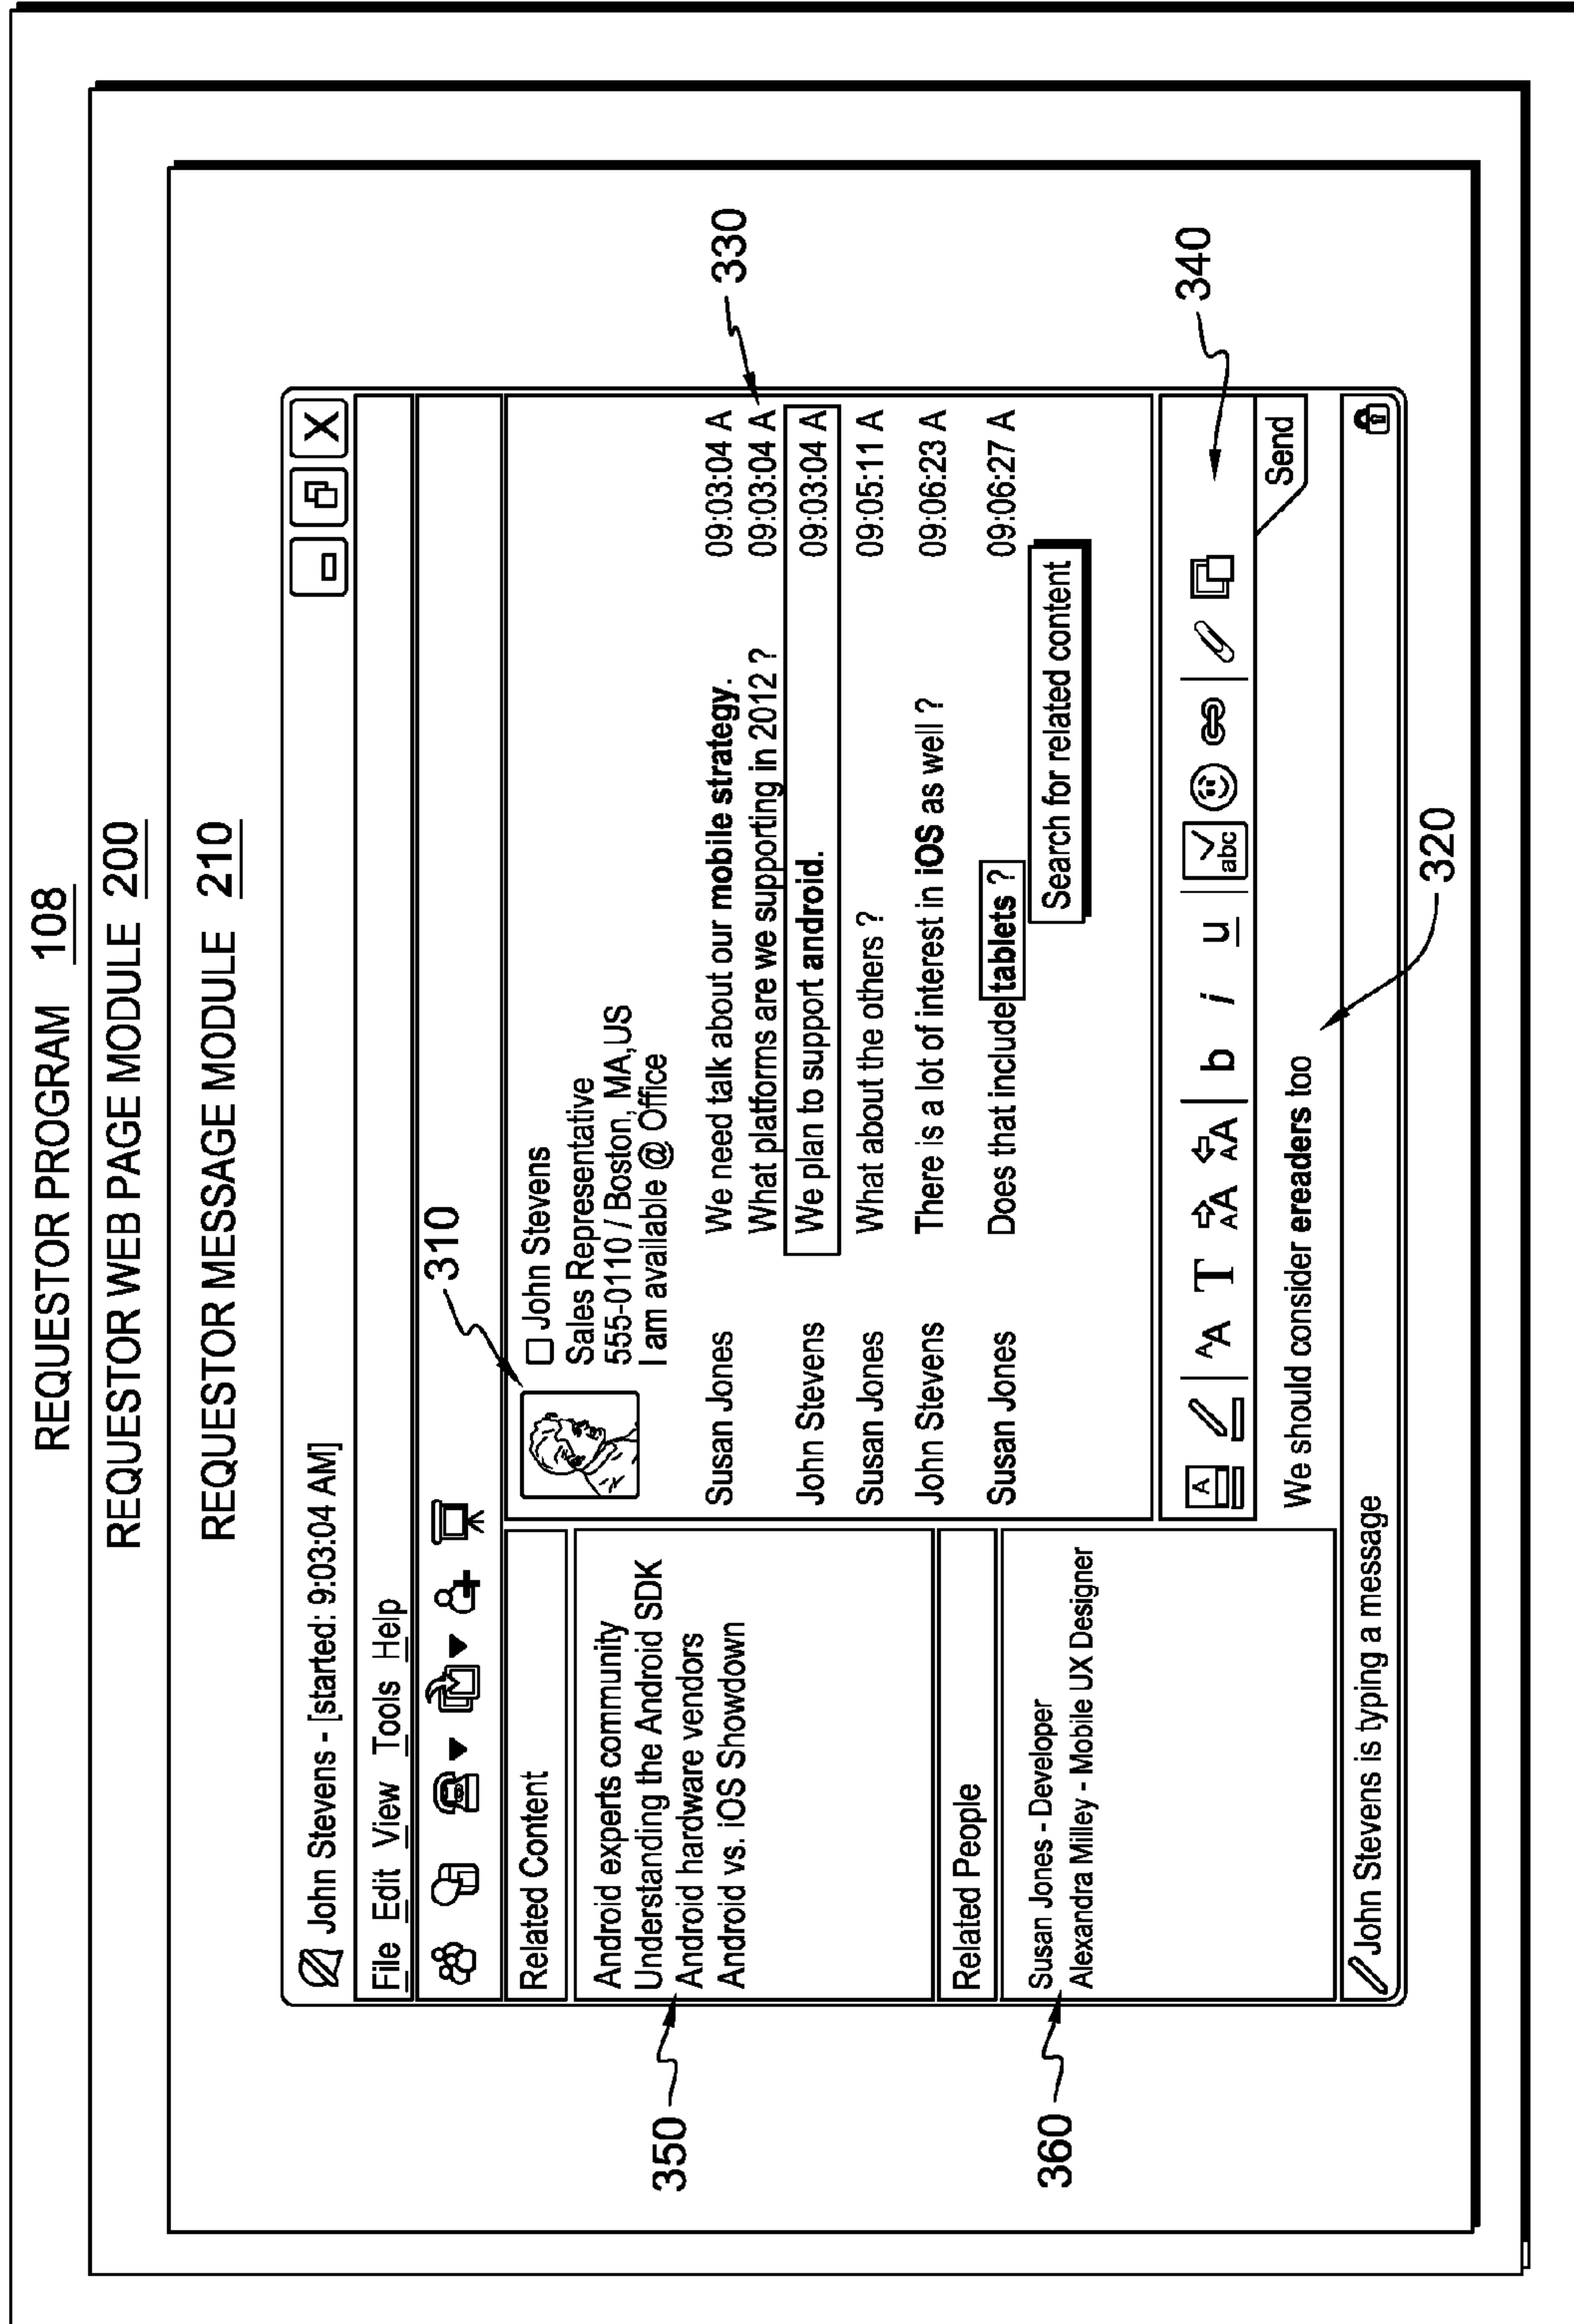 REQUESTOR PROGRAM 108
REQUESTOR WEB PAGE MODULE 200
REQUESTOR MESSAGE MODULE 210
John Stevens - [started: 9:03:04 AM]
X
File Edit View Tools Help
310
Related Content
Android experts community
Understanding the Android SDK
Android hardware vendors
Android vs. iOS Showdown
350
Related People
Susan Jones - Developer
Alexandra Milley - Mobile UX Designer
360
John Stevens
Sales Representative
555-0110 / Boston, MA,US
I am available @ Office
Susan Jones We need talk about our mobile strategy. 09:03:04 A
What platforms are we supporting in 2012 ? 09:03:04 A
330
John Stevens We plan to support android. 09:03:04 A
Susan Jones What about the others ? 09:05:11 A
John Stevens There is a lot of interest in iOS as well ? 09:06:23 A
Susan Jones Does that include tablets ? 09:06:27 A
Search for related content
A AA T AA AA b i u abc
340
We should consider ereaders too
Send
John Stevens is typing a message
320